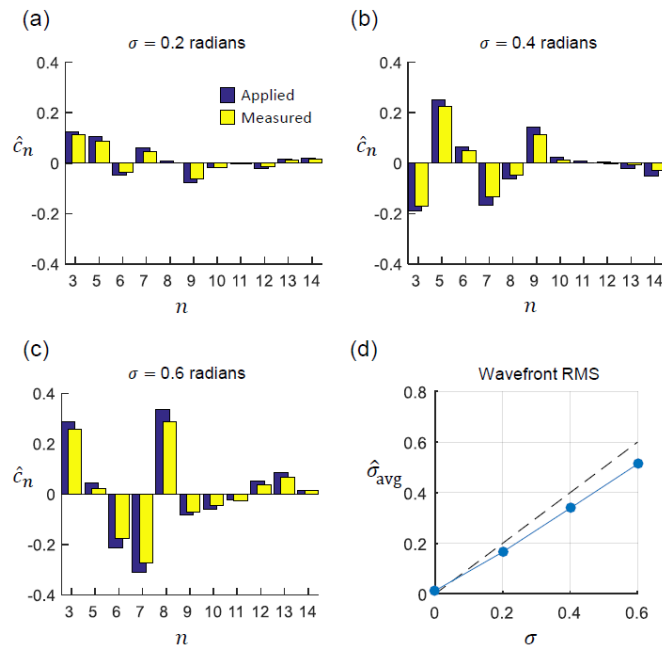 (a)
σ = 0.2 radians
0.4
0.2
0
-0.2
-0.4
ĉn
Applied
Measured
3 5 6 7 8 9 10 11 12 13 14
n
(b)
σ = 0.4 radians
0.4
0.2
0
-0.2
-0.4
ĉn
3 5 6 7 8 9 10 11 12 13 14
n
(c)
σ = 0.6 radians
0.4
0.2
0
-0.2
-0.4
ĉn
3 5 6 7 8 9 10 11 12 13 14
n
(d)
Wavefront RMS
0.8
0.6
0.4
0.2
0
σ̂avg
0 0.2 0.4 0.6
σ